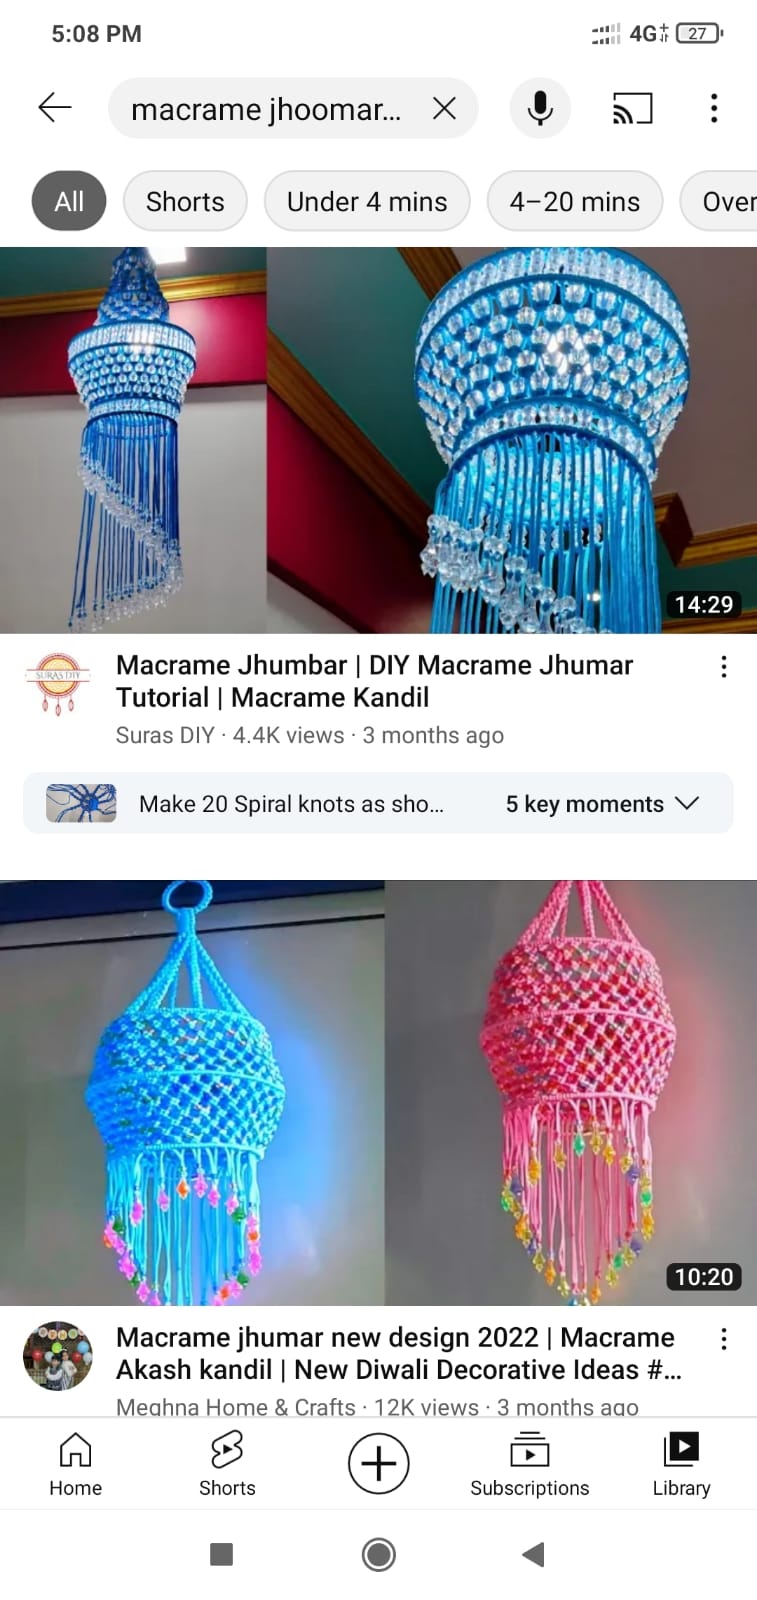 5:08 PM
4G
27
macrame jhoomar...
All
Shorts
Under 4 mins
4–20 mins
Over
14:29
SURAS DIY
Macrame Jhumbar | DIY Macrame Jhumar
Tutorial | Macrame Kandil
Suras DIY · 4.4K views · 3 months ago
Make 20 Spiral knots as sho...
5 key moments
10:20
Macrame jhumar new design 2022 | Macrame
Akash kandil | New Diwali Decorative Ideas #...
Meghna Home & Crafts · 12K views · 3 months ago
Home
Shorts
Subscriptions
Library